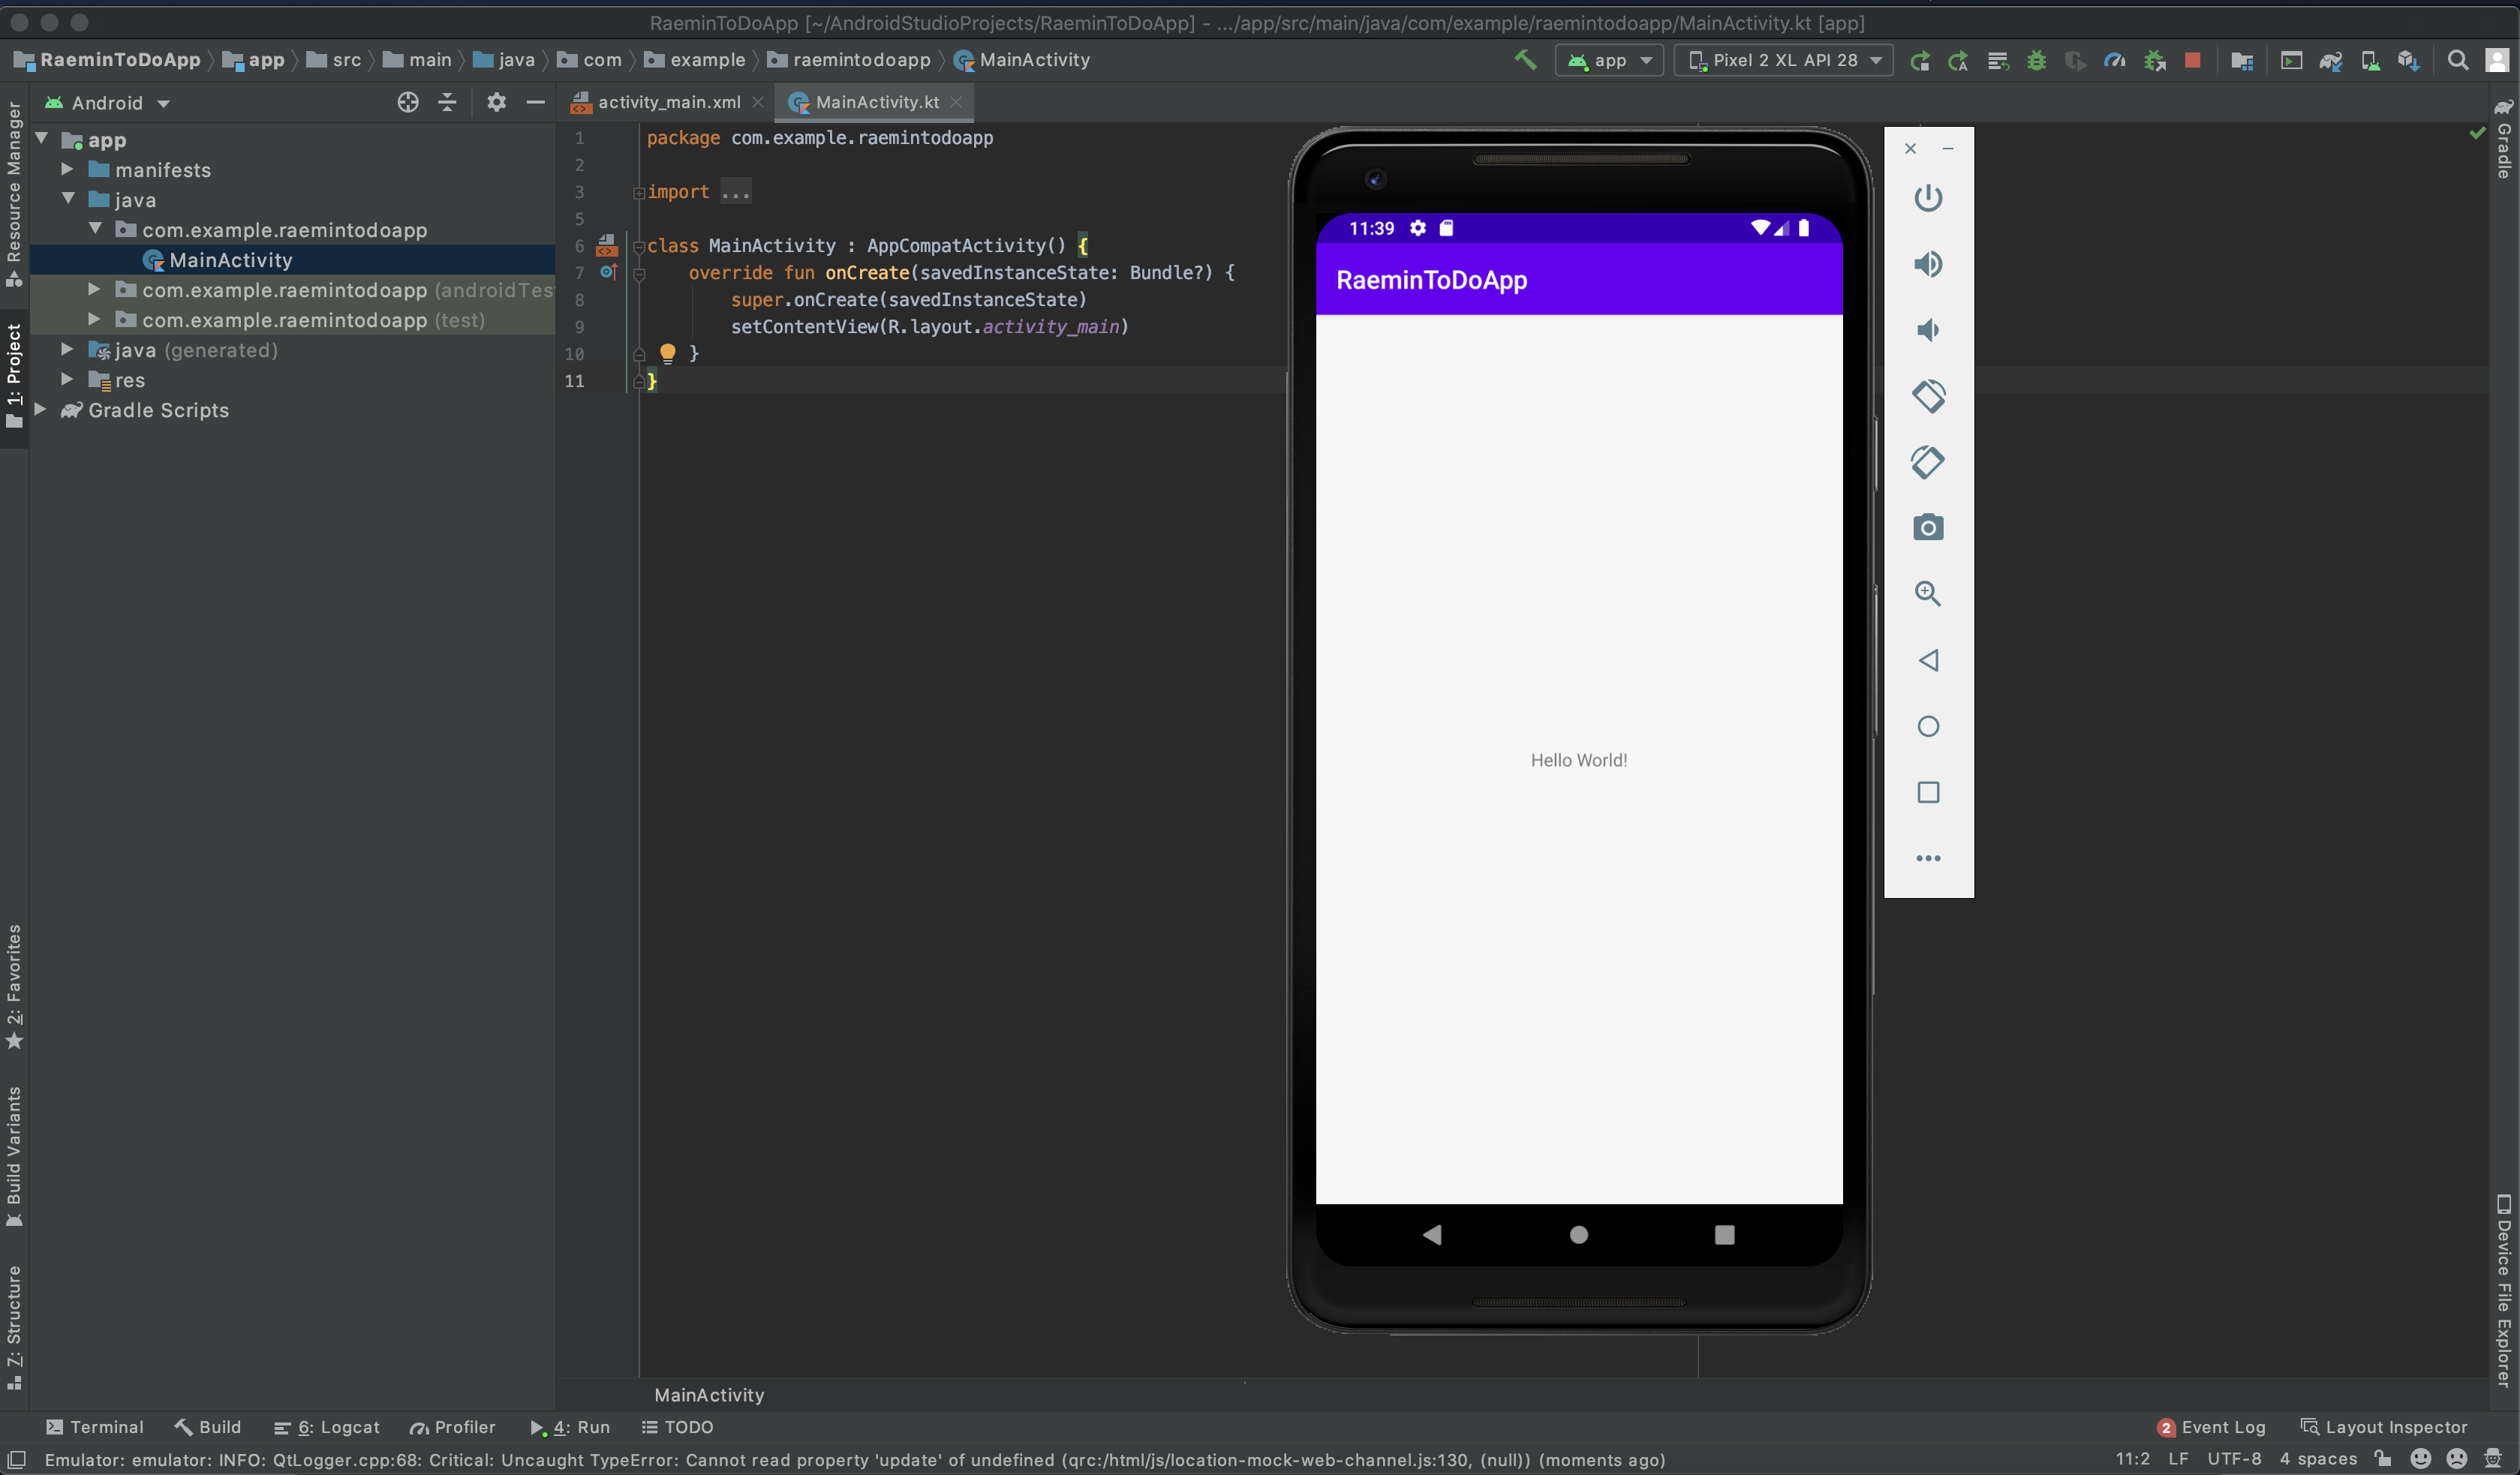 RaeminToDoApp [~/AndroidStudioProjects/RaeminToDoApp] - .../app/src/main/java/com/example/raemintodoapp/MainActivity.kt [app]
RaeminToDoApp app src main java com example raemintodoapp MainActivity app Pixel 2 XL API 28
Android
activity_main.xml MainActivity.kt
app
manifests
java
com.example.raemintodoapp
MainActivity
com.example.raemintodoapp (androidTes
com.example.raemintodoapp (test)
java (generated)
res
Gradle Scripts
Resource Manager
1: Project
2: Favorites
Build Variants
7: Structure
1 package com.example.raemintodoapp
2
3 import ...
5
6 class MainActivity : AppCompatActivity() {
7 override fun onCreate(savedInstanceState: Bundle?) {
8 super.onCreate(savedInstanceState)
9 setContentView(R.layout.activity_main)
10 }
11 }
11:39
RaeminToDoApp
Hello World!
Gradle
Device File Explorer
MainActivity
Terminal Build 6: Logcat Profiler 4: Run TODO 2 Event Log Layout Inspector
Emulator: emulator: INFO: QtLogger.cpp:68: Critical: Uncaught TypeError: Cannot read property 'update' of undefined (qrc:/html/js/location-mock-web-channel.js:130, (null)) (moments ago) 11:2 LF UTF-8 4 spaces